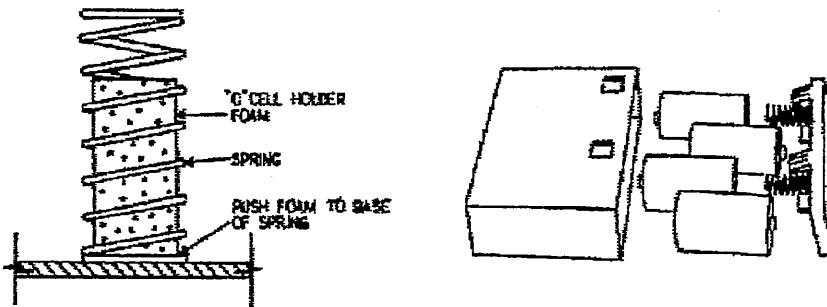 CELL HOLDER
FOAM
SPRING
PUSH FOAM TO BASE
OF SPRING